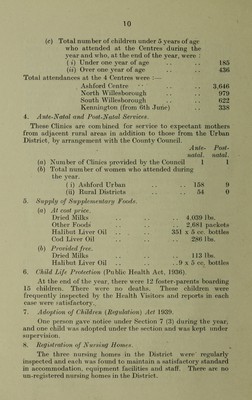 10
(c) Total number of children under 5 years of age
who attended at the Centres during the
year and who, at the end of the year, were :
( i) Under one year of age .. .. 185
(ii) Over one year of age .. .. 436
Total attendances at the 4 Centres were :—
Ashford Centre .. .. 3,646
North Willesborough .. 979
South Willesborough .. 622
Kennington (from 6th June) .. 338
4. Ante-Natal and Post-Natal Services.
These Clinics are combined for service to expectant mothers
from adjacent rural areas in addition to those from the Urban
District, by arrangement with the County Council.
Ante- Post-
natal. natal.
(a) Number of Clinics provided by the Council 1 1
(b) Total number of women who attended during
the year.
( i) Ashford Urban .. .. 158 9
(ii) Rural Districts .. .. 54 0
5. Supply of Supplementary Foods.
(a) At cost price.
Dried Milks .. .. .. 4,039 lbs.
Other Foods .. .. .. 2,681 packets
Halibut Liver Oil .. .. 351 x 5 cc. bottles
Cod Liver Oil .. .. .. 286 lbs.
(b) Provided free.
Dried Milks .. .. .. 113 lbs.
Halibut Liver Oil .. .. .. 9 x 5 cc. bottles
6. Child Life Protection (Public Health Act, 1936).
At the end of the year, there were 12 foster-parents boarding
15 children. There were no deaths. These children were
frequently inspected by the Health Visitors and reports in each
case were satisfactory.
7. Adoption of Children (Regulation) Act 1939.
One person gave notice under Section 7 (3) during the year,
and one child was adopted under the section and was kept under
supervision.
8. Registration of Nursing Homes.
The three nursing homes in the District were regularly
inspected and each was found to maintain a satisfactory standard
in accommodation, equipment facilities and staff. There are no
un-registered nursing homes in the District.